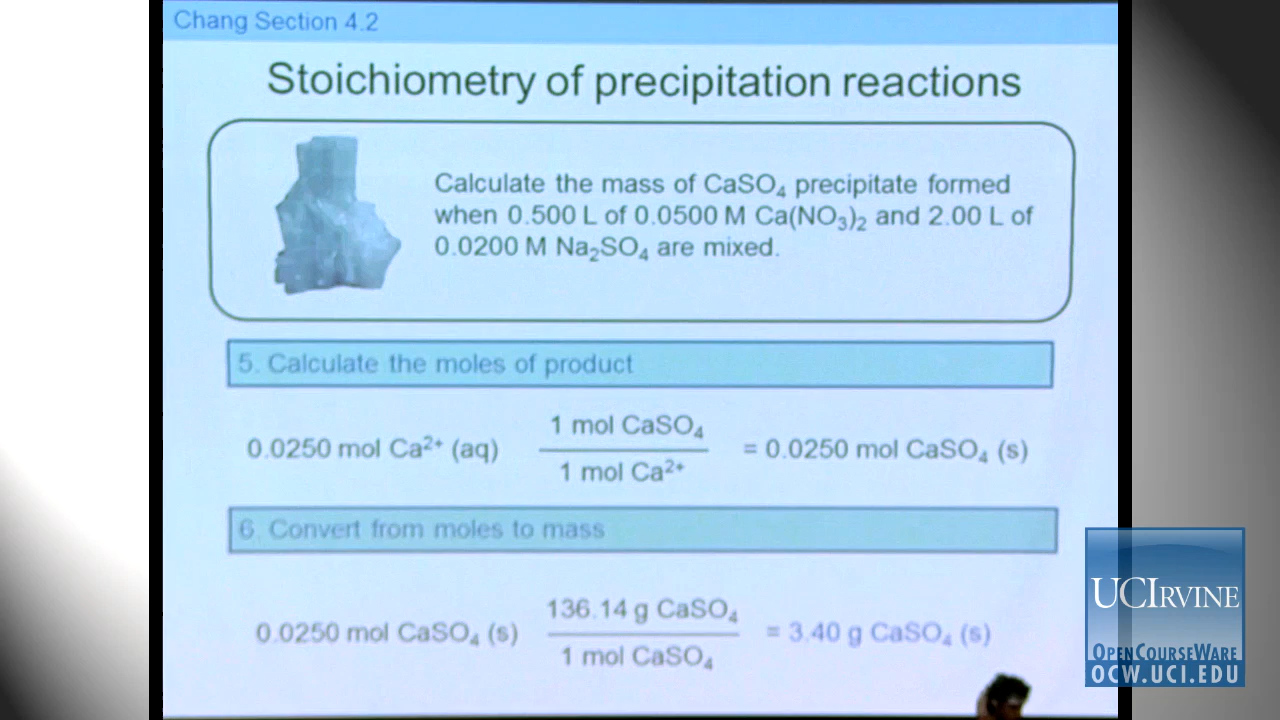 Chang Section 4.2
Stoichiometry of precipitation reactions
Calculate the mass of CaSO₄ precipitate formed
when 0.500 L of 0.0500 M Ca(NO₃)₂ and 2.00 L of
0.0200 M Na₂SO₄ are mixed.
5. Calculate the moles of product
0.0250 mol Ca²⁺ (aq) 1 mol CaSO₄ / 1 mol Ca²⁺ = 0.0250 mol CaSO₄ (s)
6. Convert from moles to mass
0.0250 mol CaSO₄ (s) 136.14 g CaSO₄ / 1 mol CaSO₄ = 3.40 g CaSO₄ (s)
UCIRVINE
OPENCOURSEWARE
OCW.UCI.EDU